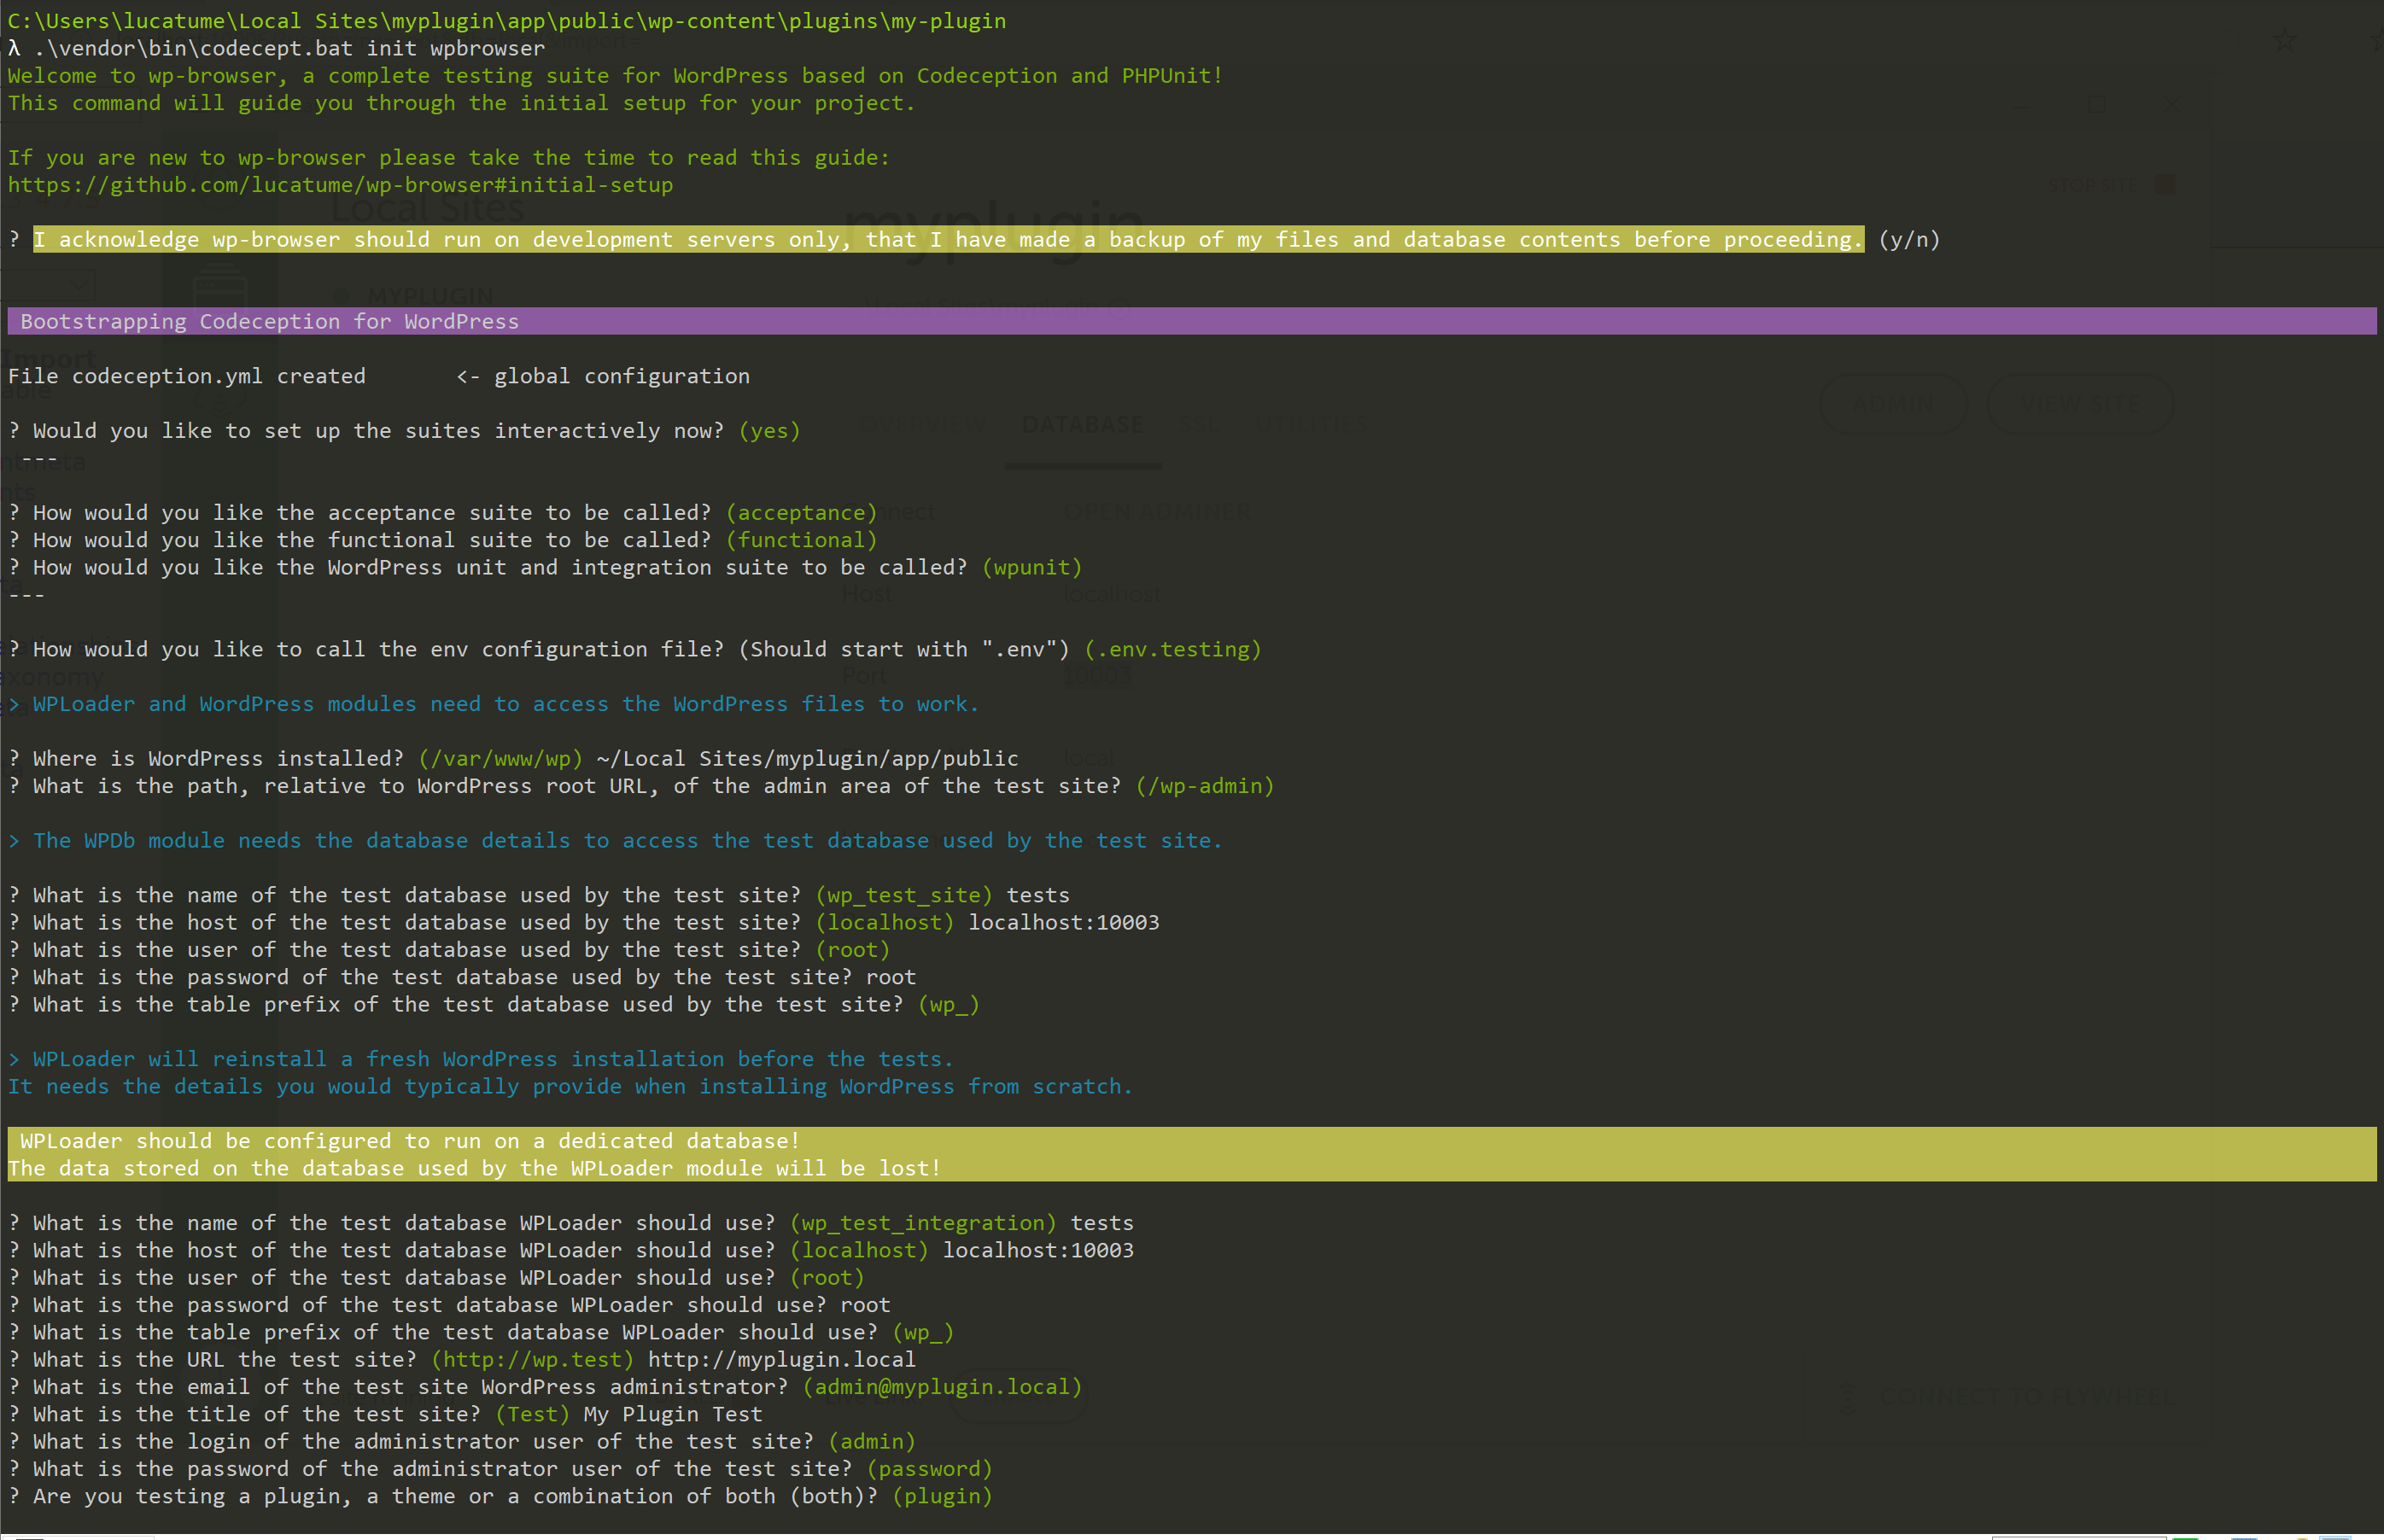 C:\Users\lucatume\Local Sites\myplugin\app\public\wp-content\plugins\my-plugin
λ .\vendor\bin\codecept.bat init wpbrowser
Welcome to wp-browser, a complete testing suite for WordPress based on Codeception and PHPUnit!
This command will guide you through the initial setup for your project.
If you are new to wp-browser please take the time to read this guide:
https://github.com/lucatume/wp-browser#initial-setup
STOP SITE
Local Sites
myplugin
? I acknowledge wp-browser should run on development servers only, that I have made a backup of my files and database contents before proceeding. (y/n)
MYPLUGIN
Bootstrapping Codeception for WordPress
Import
File codeception.yml created <- global configuration
ADMIN VIEW SITE
OVERVIEW DATABASE SSL UTILITIES
? Would you like to set up the suites interactively now? (yes)
---
? How would you like the acceptance suite to be called? (acceptance)
OPEN ADMINER
? How would you like the functional suite to be called? (functional)
? How would you like the WordPress unit and integration suite to be called? (wpunit)
---
Host localhost
? How would you like to call the env configuration file? (Should start with ".env") (.env.testing)
Port 10003
> WPLoader and WordPress modules need to access the WordPress files to work.
? Where is WordPress installed? (/var/www/wp) ~/Local Sites/myplugin/app/public
local
? What is the path, relative to WordPress root URL, of the admin area of the test site? (/wp-admin)
> The WPDb module needs the database details to access the test database used by the test site.
? What is the name of the test database used by the test site? (wp_test_site) tests
? What is the host of the test database used by the test site? (localhost) localhost:10003
? What is the user of the test database used by the test site? (root)
? What is the password of the test database used by the test site? root
? What is the table prefix of the test database used by the test site? (wp_)
> WPLoader will reinstall a fresh WordPress installation before the tests.
It needs the details you would typically provide when installing WordPress from scratch.
WPLoader should be configured to run on a dedicated database!
The data stored on the database used by the WPLoader module will be lost!
? What is the name of the test database WPLoader should use? (wp_test_integration) tests
? What is the host of the test database WPLoader should use? (localhost) localhost:10003
? What is the user of the test database WPLoader should use? (root)
? What is the password of the test database WPLoader should use? root
? What is the table prefix of the test database WPLoader should use? (wp_)
? What is the URL the test site? (http://wp.test) http://myplugin.local
? What is the email of the test site WordPress administrator? (admin@myplugin.local)
CONNECT TO FLYWHEEL
? What is the title of the test site? (Test) My Plugin Test
? What is the login of the administrator user of the test site? (admin)
? What is the password of the administrator user of the test site? (password)
? Are you testing a plugin, a theme or a combination of both (both)? (plugin)